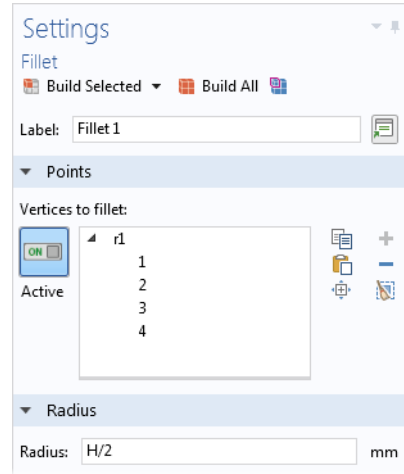 Settings
Fillet
Build Selected Build All
Label: Fillet 1
Points
Vertices to fillet:
r1
ON
1
2
Active
3
4
Radius
Radius: H/2 mm